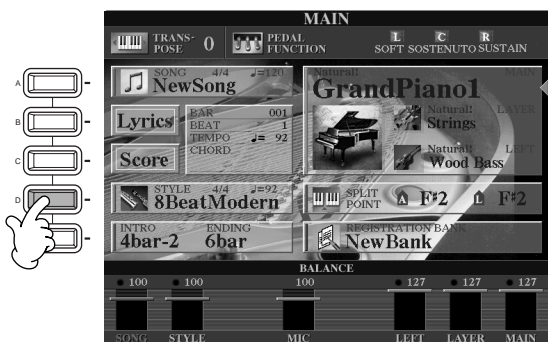 MAIN
TRANS-
POSE 0
PEDAL
FUNCTION
L C R
SOFT SOSTENUTO SUSTAIN
SONG 4/4 ♩=120
NewSong
Natural! MAIN
GrandPiano1
Lyrics
BAR 001
BEAT 1
TEMPO ♩= 92
CHORD
Natural! LAYER
Strings
Score
Natural! LEFT
Wood Bass
STYLE 4/4 ♩=92
8BeatModern
SPLIT
POINT A F#2 L F#2
INTRO ENDING
4bar-2 6bar
REGISTRATION BANK
NewBank
BALANCE
100 100 100 127 127 127
SONG STYLE MIC LEFT LAYER MAIN
A
B
C
D